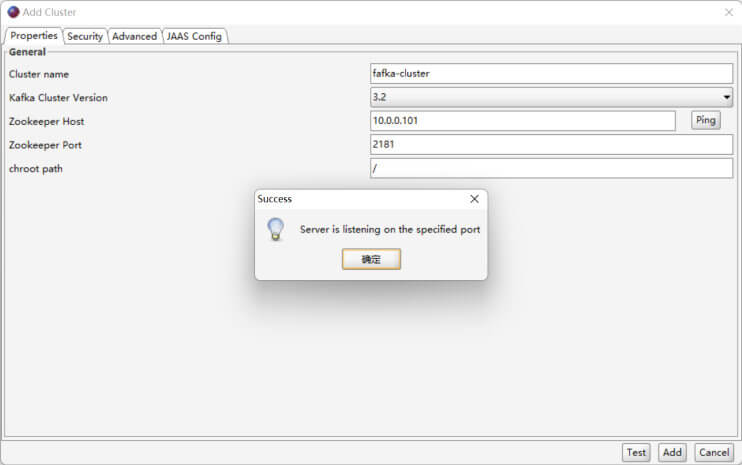 Add Cluster
Properties Security Advanced JAAS Config
General
Cluster name fafka-cluster
Kafka Cluster Version 3.2
Zookeeper Host 10.0.0.101 Ping
Zookeeper Port 2181
chroot path /
Success
Server is listening on the specified port
确定
Test Add Cancel